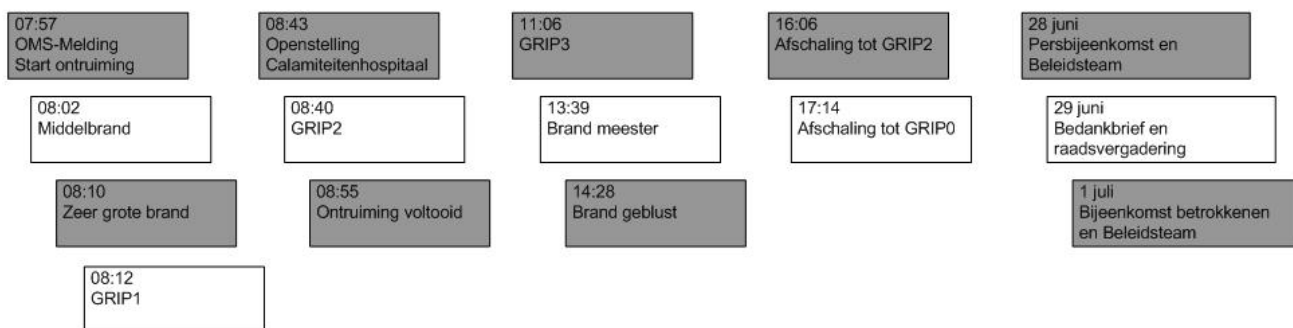 07:57
OMS-Melding
Start ontruiming
08:02
Middelbrand
08:10
Zeer grote brand
08:12
GRIP1
08:43
Openstelling
Calamiteitenhospitaal
08:40
GRIP2
08:55
Ontruiming voltooid
11:06
GRIP3
13:39
Brand meester
14:28
Brand geblust
16:06
Afschaling tot GRIP2
17:14
Afschaling tot GRIP0
28 juni
Persbijeenkomst en
Beleidsteam
29 juni
Bedankbrief en
raadsvergadering
1 juli
Bijeenkomst betrokkenen
en Beleidsteam